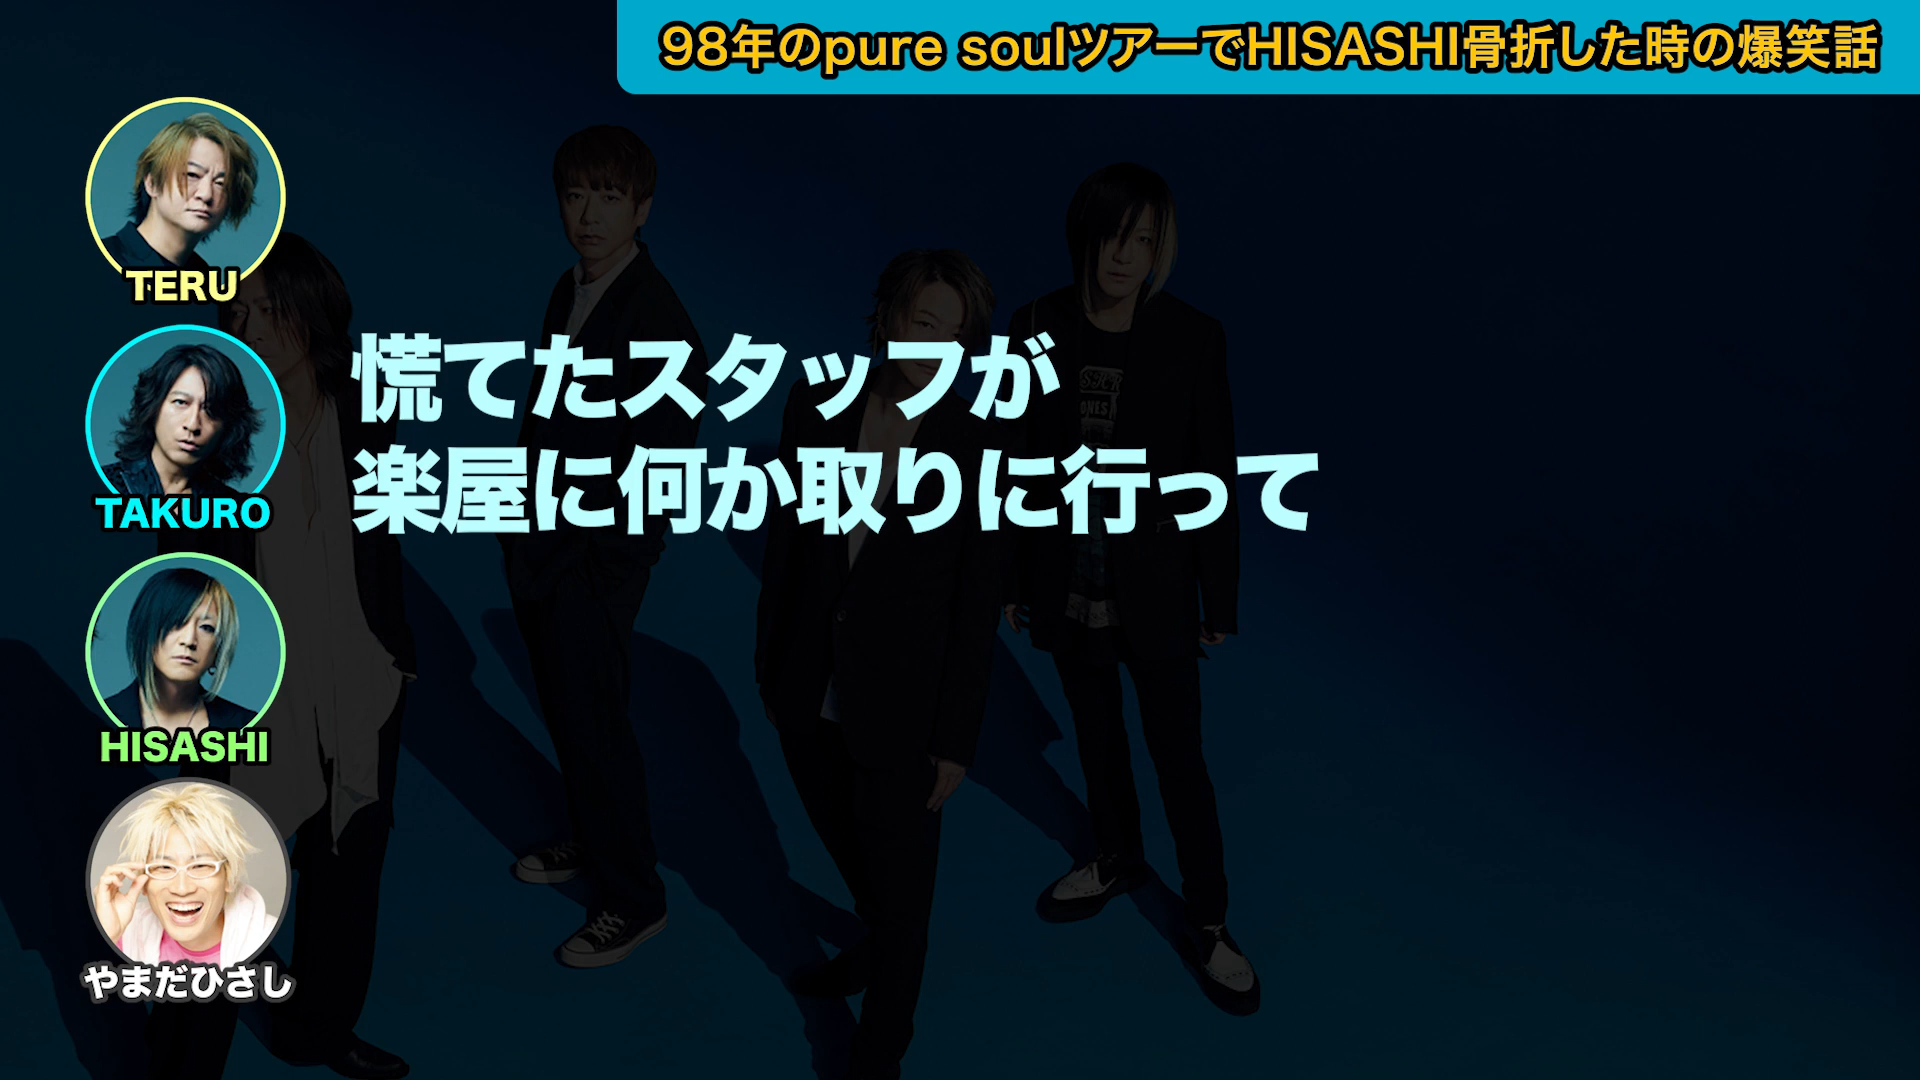 98年のpure soulツアーでHISASHI骨折した時の爆笑話
TERU
TAKURO
慌てたスタッフが
楽屋に何か取りに行って
HISASHI
やまだひさし